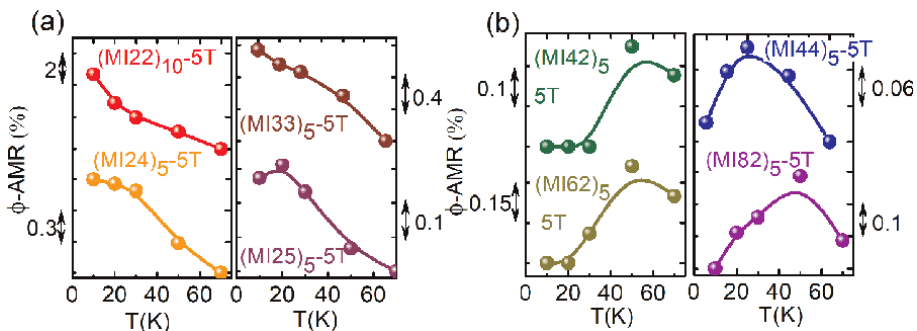 (a)
(b)
ϕ-AMR (%)
2
(MI22)10-5T
(MI24)5-5T
0.3
(MI33)5-5T
0.4
(MI25)5-5T
0.1
0 20 40 60
0 20 40 60
T(K)
T(K)
ϕ-AMR (%)
0.1
(MI42)5
5T
(MI62)5
5T
0.15
(MI44)5-5T
0.06
(MI82)5-5T
0.1
0 20 40 60
0 20 40 60
T(K)
T(K)